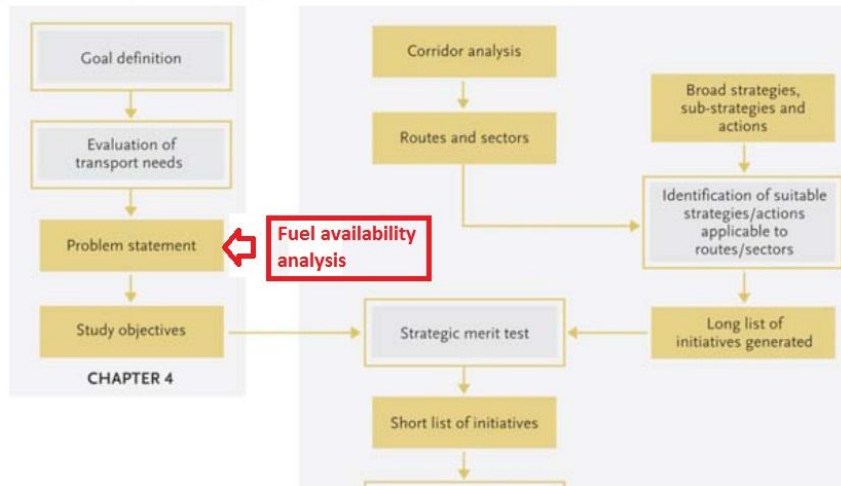 Goal definition
Evaluation of
transport needs
Problem statement
Study objectives
CHAPTER 4
Fuel availability
analysis
Corridor analysis
Routes and sectors
Broad strategies,
sub-strategies and
actions
Identification of suitable
strategies/actions
applicable to
routes/sectors
Long list of
initiatives generated
Strategic merit test
Short list of initiatives